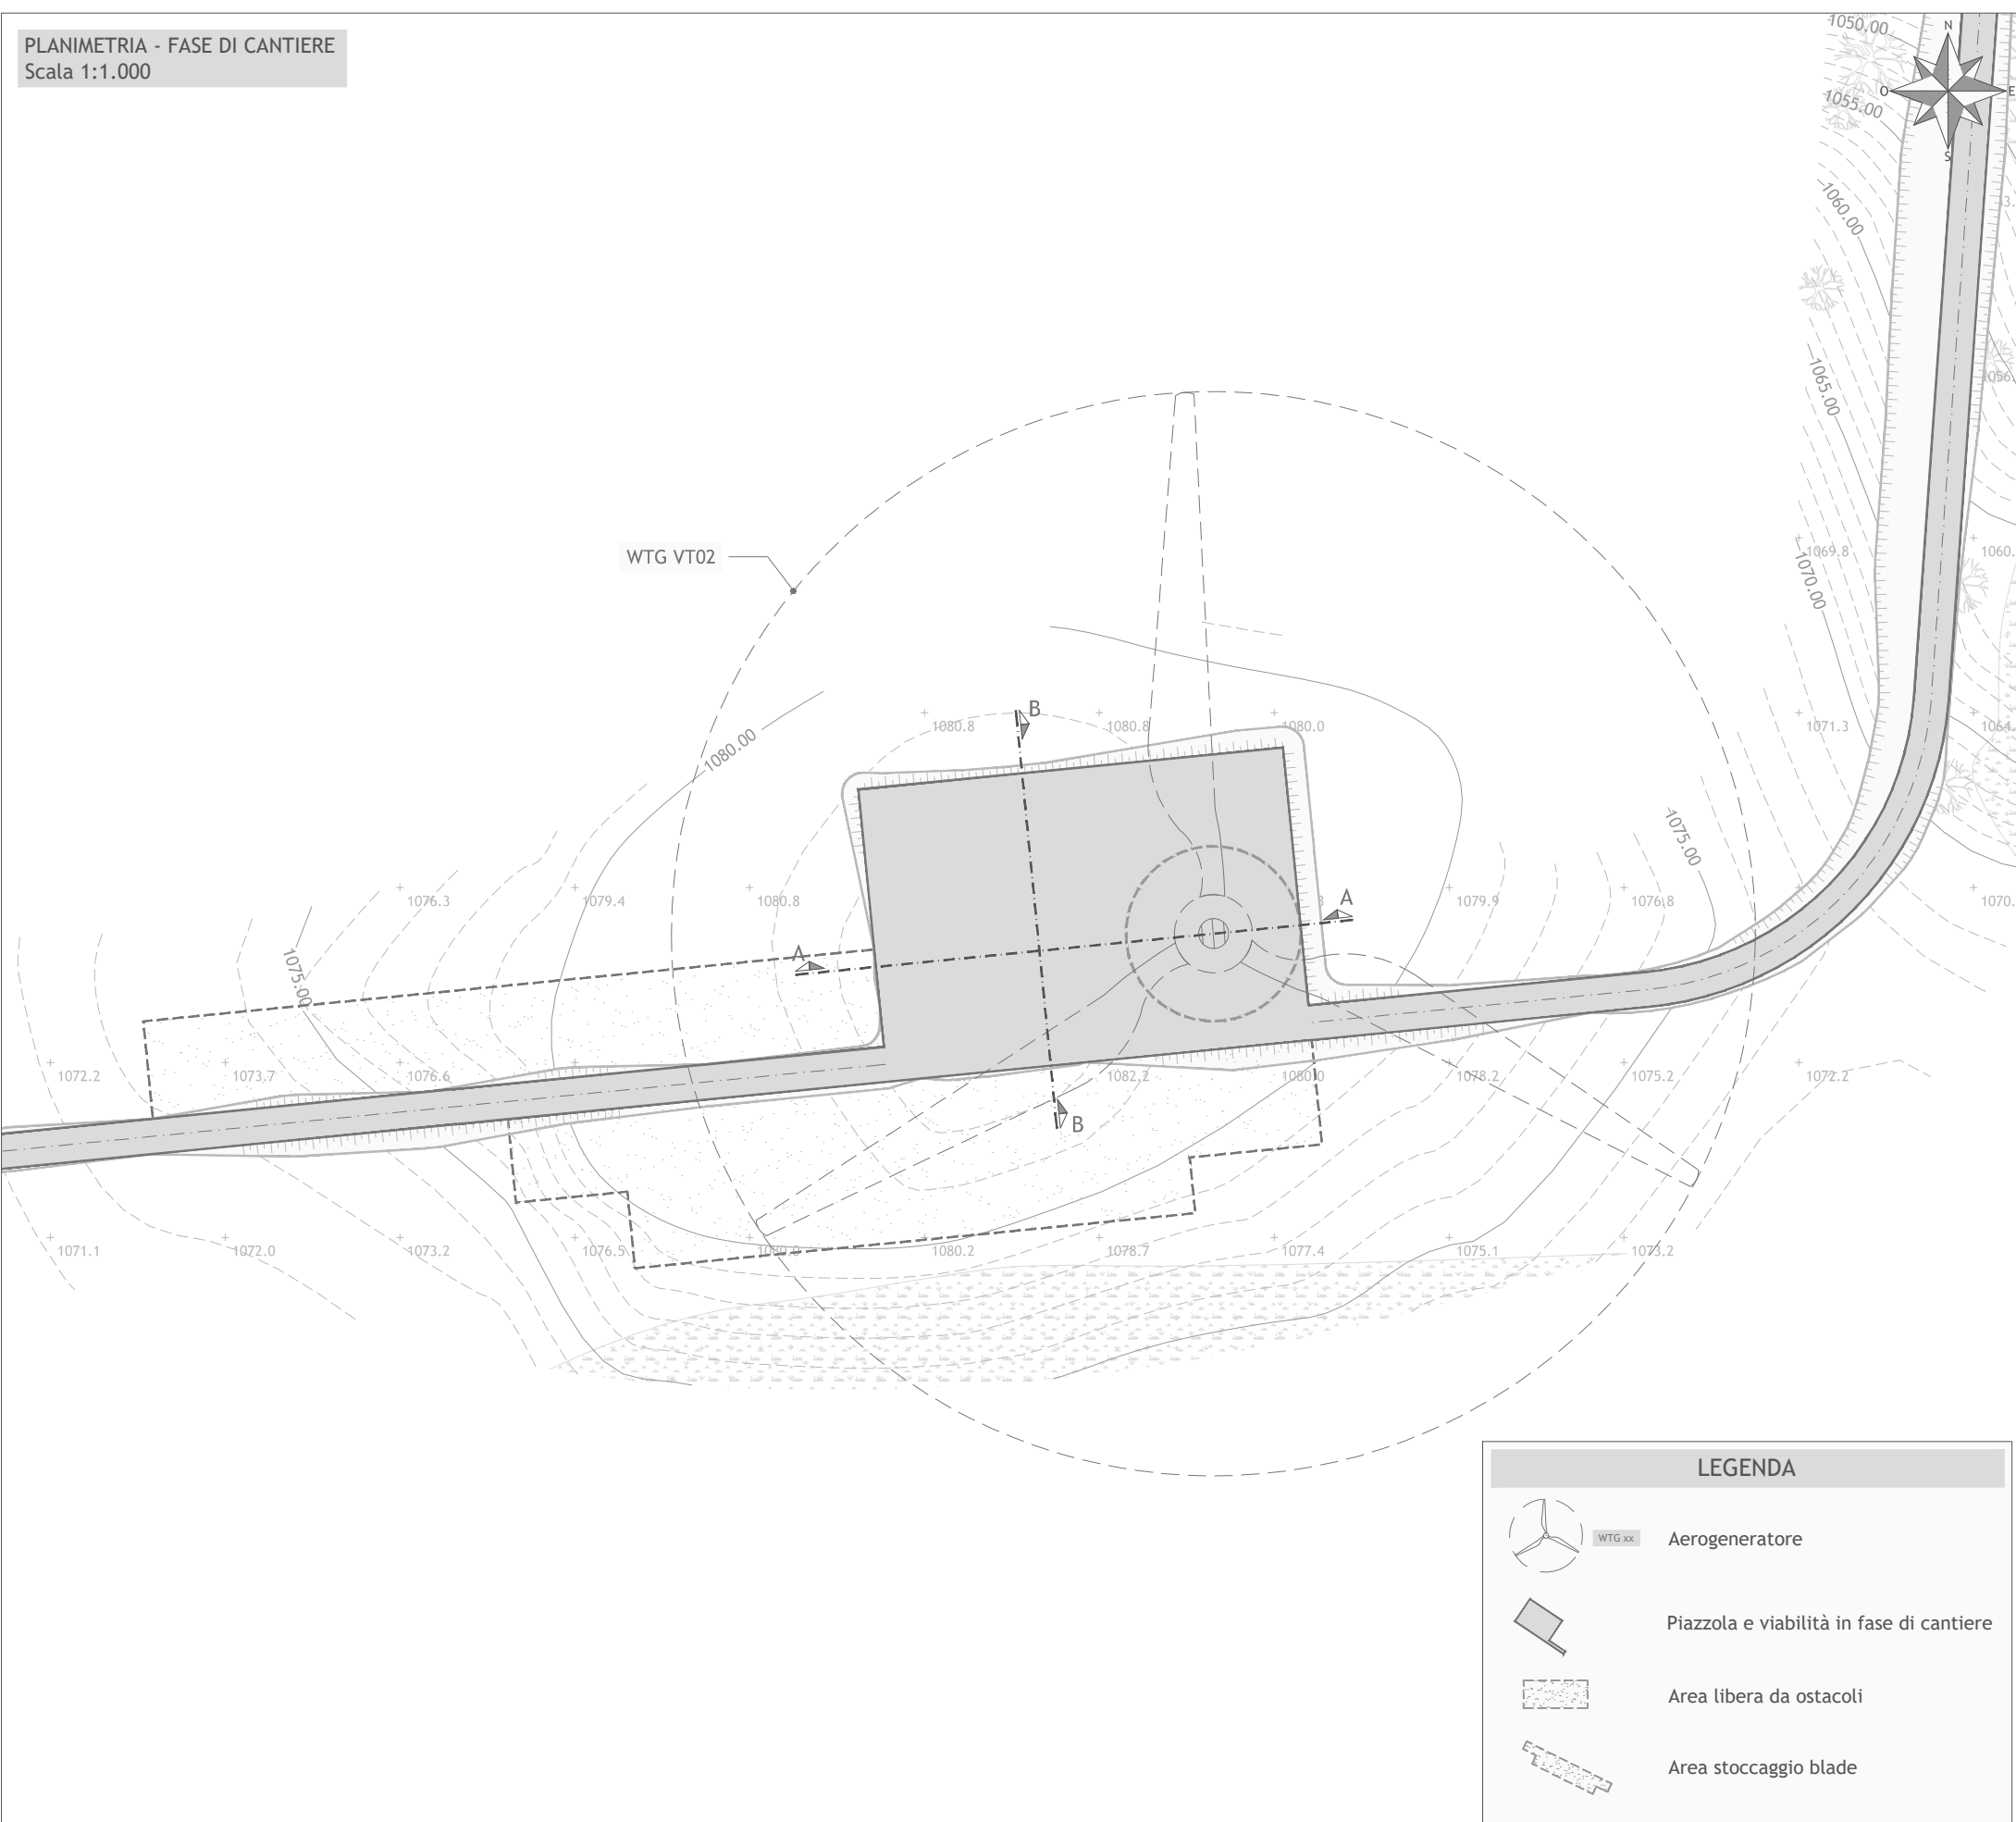 PLANIMETRIA - FASE DI CANTIERE
Scala 1:1.000
1050.00
N
O
E
S
1055.00
1060.00
1065.00
1069.8
1060.
1070.00
WTG VT02
B
1080.8
1080.8
1080.0
1071.3
1064.
1080.00
1075.00
1076.3
1079.4
1080.8
A
1079.9
1076.8
1070.
A
1075.00
1072.2
1073.7
1076.6
1082.2
1080.0
1078.2
1075.2
1072.2
B
1071.1
1072.0
1073.2
1076.5
1080.2
1078.7
1077.4
1075.1
1073.2
LEGENDA
WTG xx
Aerogeneratore
Piazzola e viabilità in fase di cantiere
Area libera da ostacoli
Area stoccaggio blade